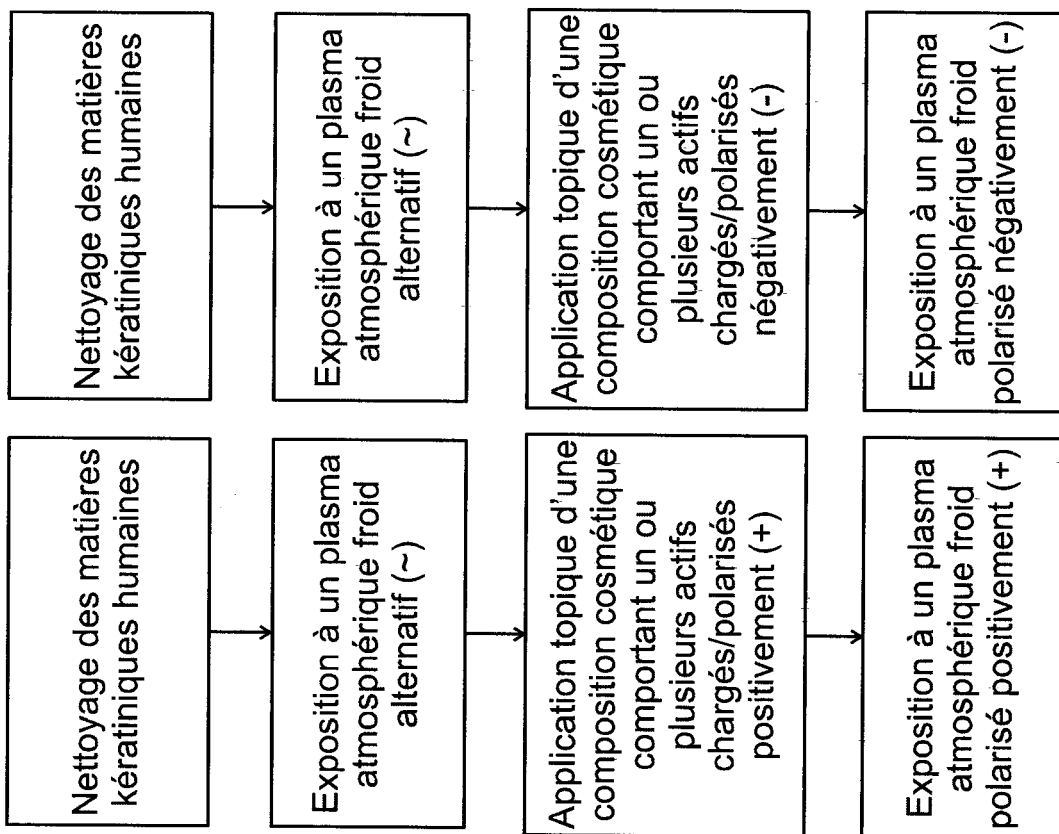 Nettoyage des matières
kératiniques humaines
Exposition à un plasma
atmosphérique froid
alternatif (~)
Application topique d'une
composition cosmétique
comportant un ou
plusieurs actifs
chargés/polarisés
positivement (+)
Exposition à un plasma
atmosphérique froid
polarisé positivement (+)
Nettoyage des matières
kératiniques humaines
Exposition à un plasma
atmosphérique froid
alternatif (~)
Application topique d'une
composition cosmétique
comportant un ou
plusieurs actifs
chargés/polarisés
négativement (-)
Exposition à un plasma
atmosphérique froid
polarisé négativement (-)